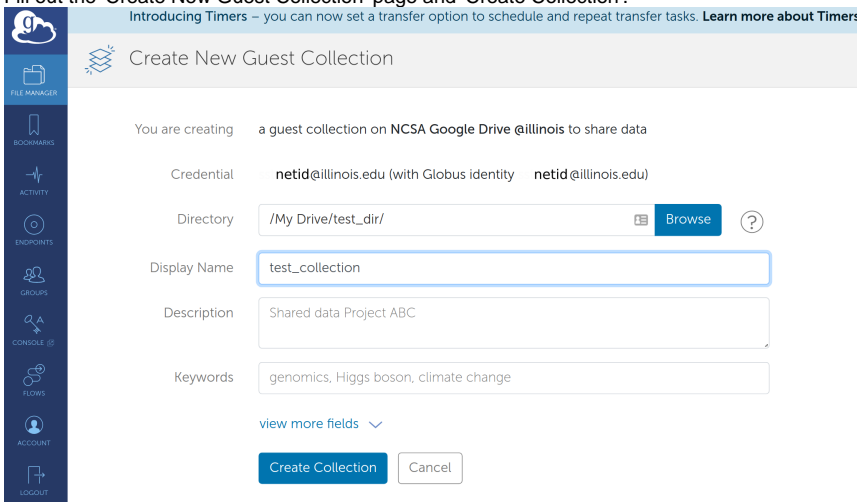 Fill out the 'Create New Guest Collection' page and 'Create Collection'.
Introducing Timers – you can now set a transfer option to schedule and repeat transfer tasks. Learn more about Timers
Create New Guest Collection
FILE MANAGER
BOOKMARKS
ACTIVITY
ENDPOINTS
GROUPS
CONSOLE
FLOWS
ACCOUNT
LOGOUT
You are creating a guest collection on NCSA Google Drive @illinois to share data
Credential netid@illinois.edu (with Globus identity netid@illinois.edu)
Directory /My Drive/test_dir/ Browse ?
Display Name test_collection
Description Shared data Project ABC
Keywords genomics, Higgs boson, climate change
view more fields
Create Collection Cancel